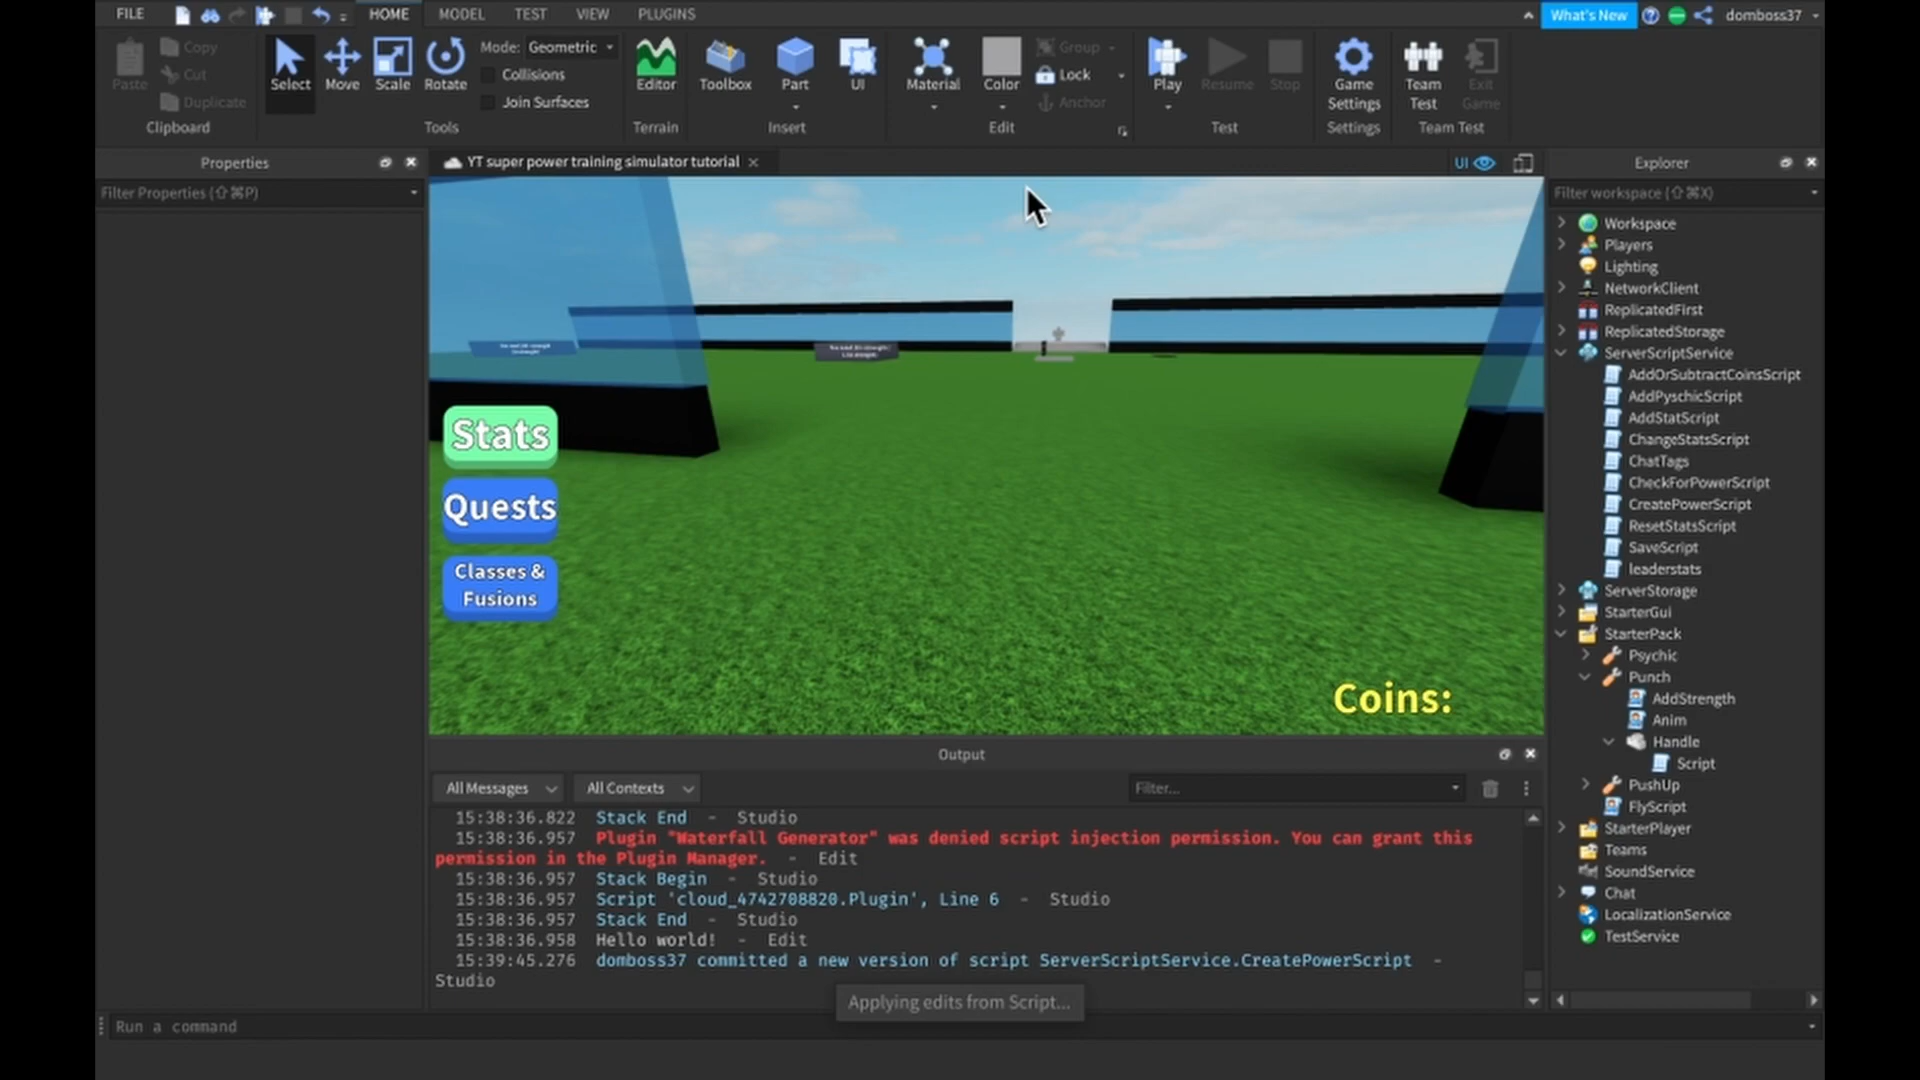 FILE HOME MODEL TEST VIEW PLUGINS What's New domboss37
Paste Copy Cut Duplicate
Clipboard
Select Move Scale Rotate
Mode: Geometric
Collisions
Join Surfaces
Tools
Editor
Terrain
Toolbox Part UI
Insert
Material Color Group Lock Anchor
Edit
Play Resume Stop
Test
Game Settings
Settings
Team Test Exit Game
Team Test
Properties
Filter Properties (⇧⌘P)
YT super power training simulator tutorial
UI
Stats
Quests
Classes &
Fusions
Coins:
Output
All Messages All Contexts Filter...
15:38:36.822 Stack End - Studio
15:38:36.957 Plugin "Waterfall Generator" was denied script injection permission. You can grant this
permission in the Plugin Manager. - Edit
15:38:36.957 Stack Begin - Studio
15:38:36.957 Script 'cloud_4742708820.Plugin', Line 6 - Studio
15:38:36.957 Stack End - Studio
15:38:36.958 Hello world! - Edit
15:39:45.276 domboss37 committed a new version of script ServerScriptService.CreatePowerScript -
Studio
Applying edits from Script...
Run a command
Explorer
Filter workspace (⇧⌘X)
Workspace
Players
Lighting
NetworkClient
ReplicatedFirst
ReplicatedStorage
ServerScriptService
AddOrSubtractCoinsScript
AddPyschicScript
AddStatScript
ChangeStatsScript
ChatTags
CheckForPowerScript
CreatePowerScript
ResetStatsScript
SaveScript
leaderstats
ServerStorage
StarterGui
StarterPack
Psychic
Punch
AddStrength
Anim
Handle
Script
PushUp
FlyScript
StarterPlayer
Teams
SoundService
Chat
LocalizationService
TestService